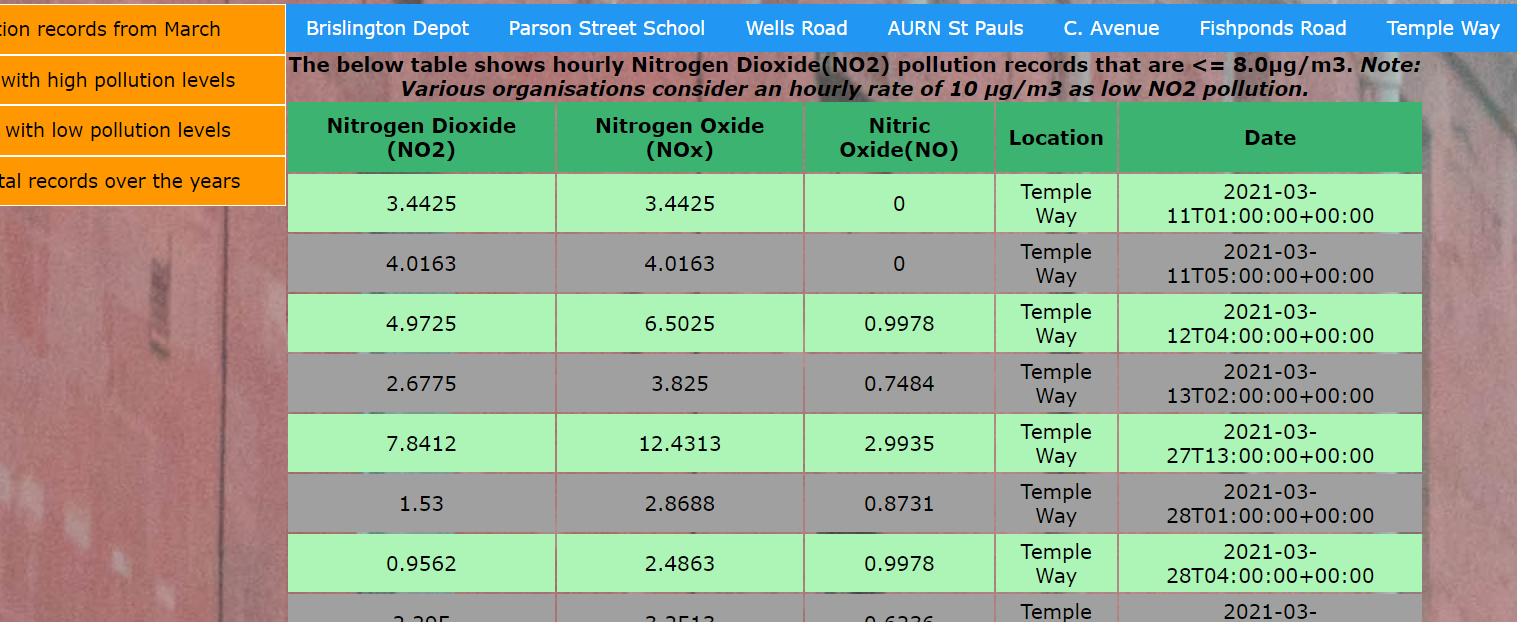 tion records from March
with high pollution levels
with low pollution levels
tal records over the years
Brislington Depot Parson Street School Wells Road AURN St Pauls C. Avenue Fishponds Road Temple Way
The below table shows hourly Nitrogen Dioxide(NO2) pollution records that are <= 8.0µg/m3. Note:
Various organisations consider an hourly rate of 10 µg/m3 as low NO2 pollution.
Nitrogen Dioxide
(NO2)
Nitrogen Oxide
(NOx)
Nitric
Oxide(NO)
Location
Date
3.4425
3.4425
0
Temple
Way
2021-03-
11T01:00:00+00:00
4.0163
4.0163
0
Temple
Way
2021-03-
11T05:00:00+00:00
4.9725
6.5025
0.9978
Temple
Way
2021-03-
12T04:00:00+00:00
2.6775
3.825
0.7484
Temple
Way
2021-03-
13T02:00:00+00:00
7.8412
12.4313
2.9935
Temple
Way
2021-03-
27T13:00:00+00:00
1.53
2.8688
0.8731
Temple
Way
2021-03-
28T01:00:00+00:00
0.9562
2.4863
0.9978
Temple
Way
2021-03-
28T04:00:00+00:00
Temple
2021-03-